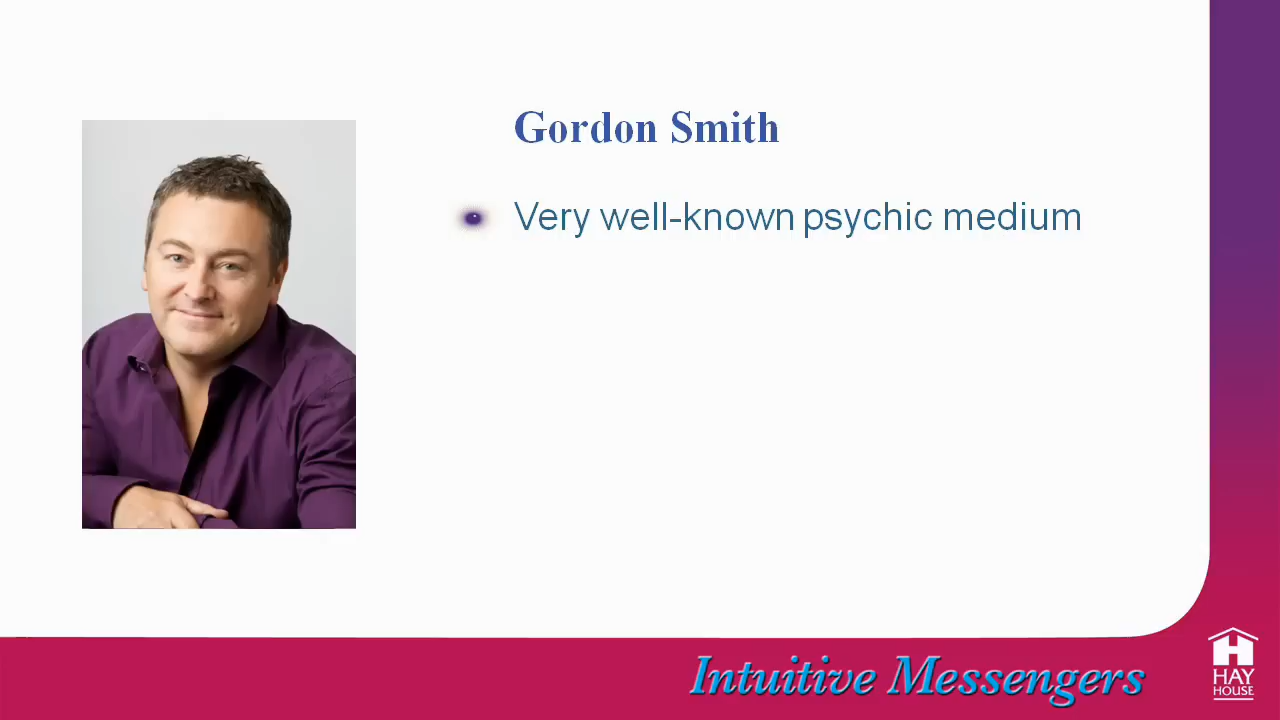 Gordon Smith
Very well-known psychic medium
Intuitive Messengers
HAY
HOUSE